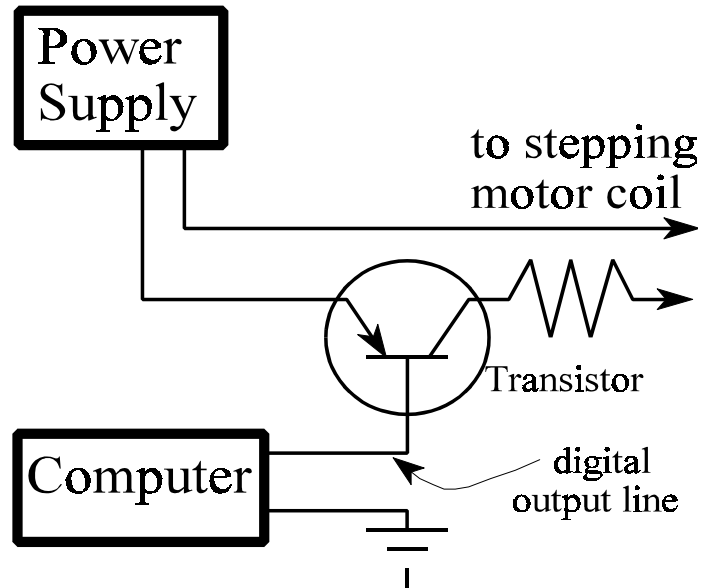 Power
Supply
to stepping
motor coil
Transistor
Computer
digital
output line